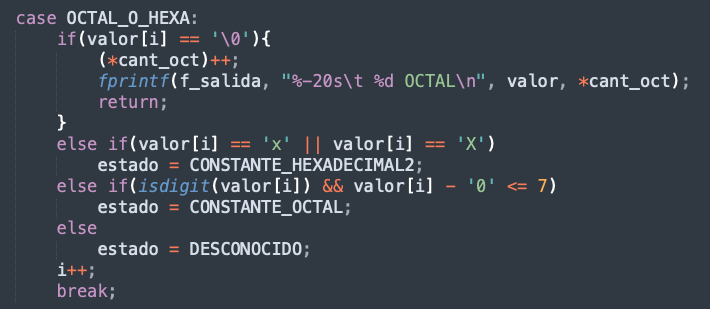 case OCTAL_O_HEXA:
if(valor[i] == '\0'){
(*cant_oct)++;
fprintf(f_salida, "%-20s\t %d OCTAL\n", valor, *cant_oct);
return;
}
else if(valor[i] == 'x' || valor[i] == 'X')
estado = CONSTANTE_HEXADECIMAL2;
else if(isdigit(valor[i]) && valor[i] - '0' <= 7)
estado = CONSTANTE_OCTAL;
else
estado = DESCONOCIDO;
i++;
break;